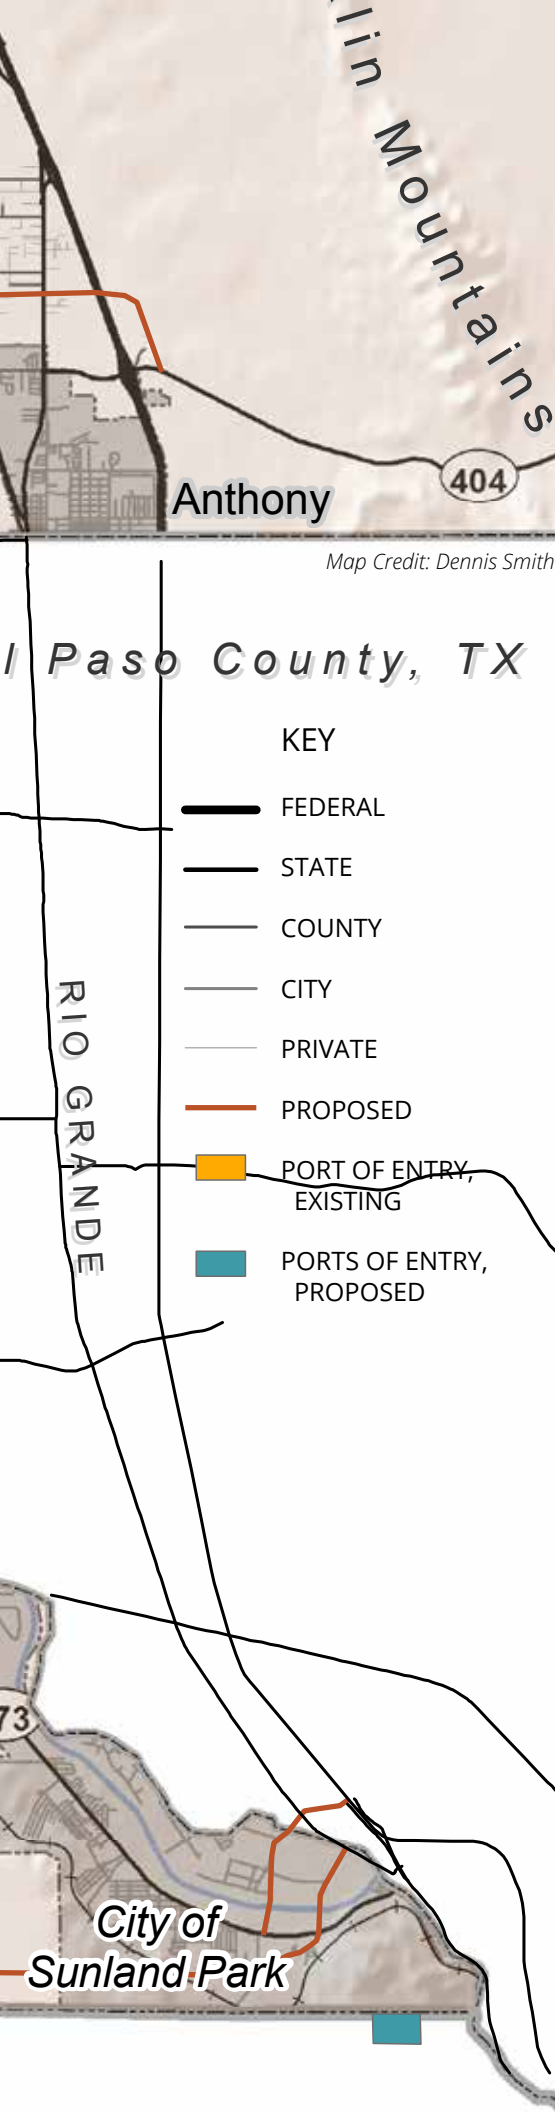 lin Mountains
404
Anthony
Map Credit: Dennis Smith
l Paso County, TX
KEY
FEDERAL
STATE
COUNTY
CITY
PRIVATE
PROPOSED
PORT OF ENTRY,
EXISTING
PORTS OF ENTRY,
PROPOSED
RIO GRANDE
73
City of
Sunland Park